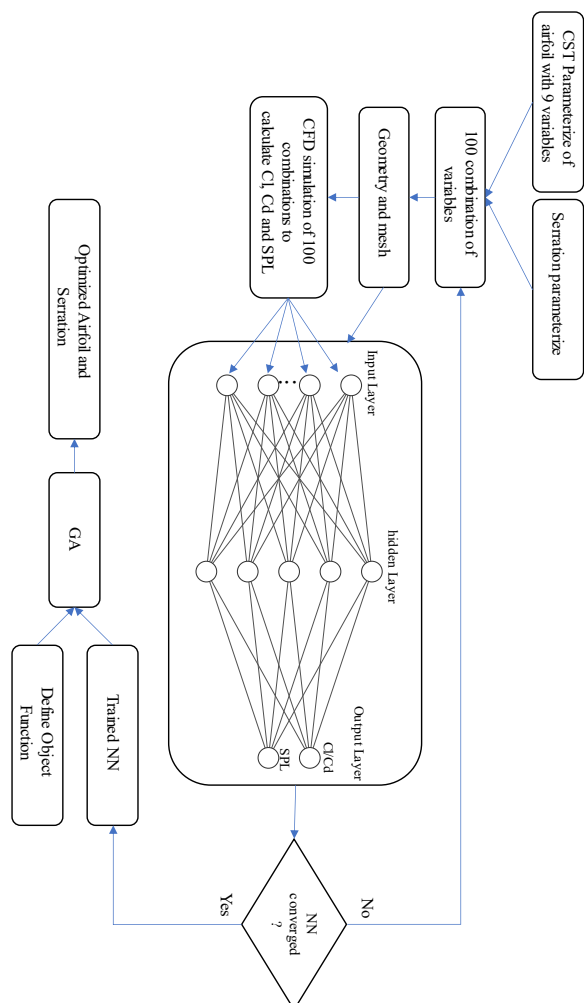 CST Parameterize of
airfoil with 9 variables
Serration parameterize
100 combination of
variables
Geometry and mesh
CFD simulation of 100
combinations to
calculate Cl, Cd and SPL
Input Layer
hidden Layer
Output Layer
Cl/Cd
SPL
...
NN
converged
?
No
Yes
Trained NN
Define Object
Function
GA
Optimized Airfoil and
Serration